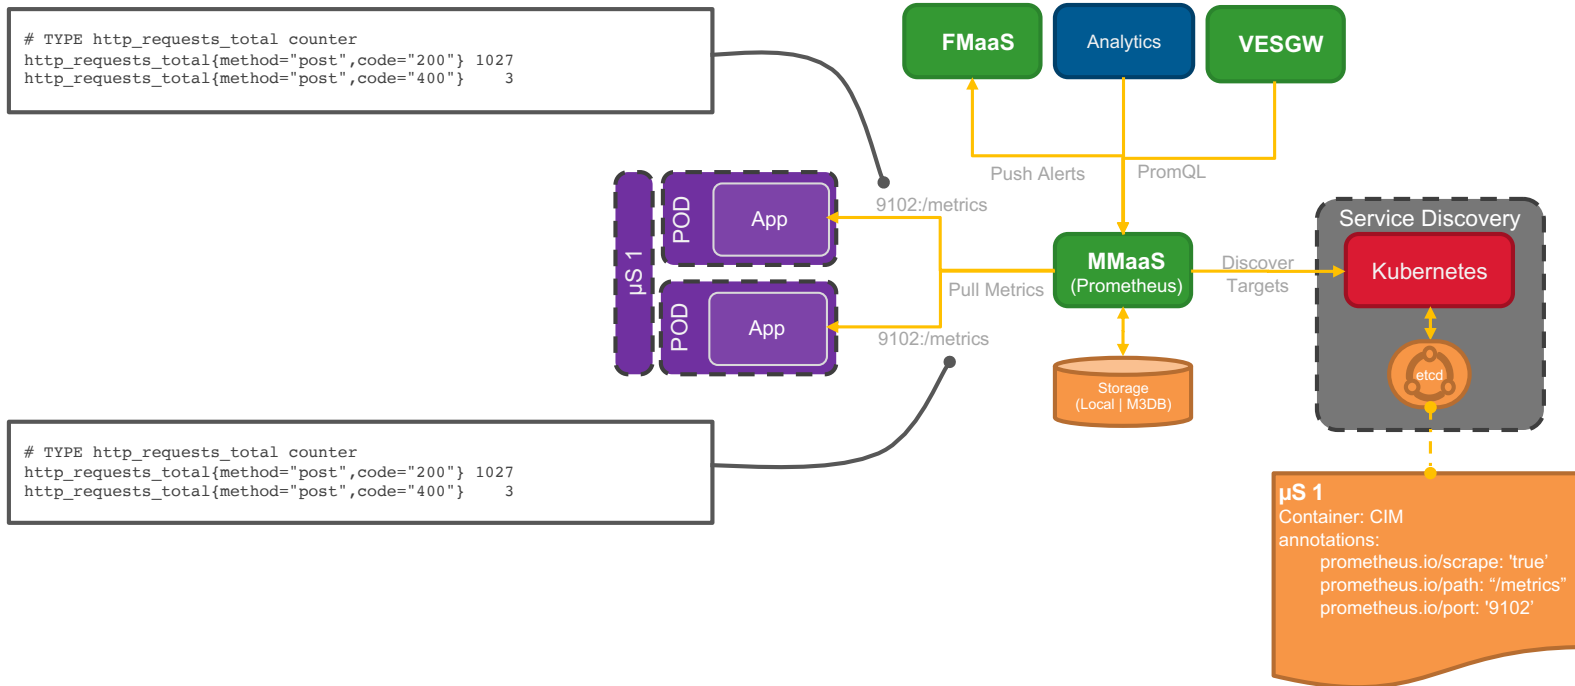 # TYPE http_requests_total counter
http_requests_total{method="post",code="200"} 1027
http_requests_total{method="post",code="400"}    3
FMaaS
Analytics
VESGW
Push Alerts
PromQL
µS 1
POD
App
9102:/metrics
POD
App
9102:/metrics
Pull Metrics
MMaaS
(Prometheus)
Discover
Targets
Service Discovery
Kubernetes
etcd
Storage
(Local | M3DB)
# TYPE http_requests_total counter
http_requests_total{method="post",code="200"} 1027
http_requests_total{method="post",code="400"}    3
µS 1
Container: CIM
annotations:
prometheus.io/scrape: 'true’
prometheus.io/path: “/metrics”
prometheus.io/port: '9102’